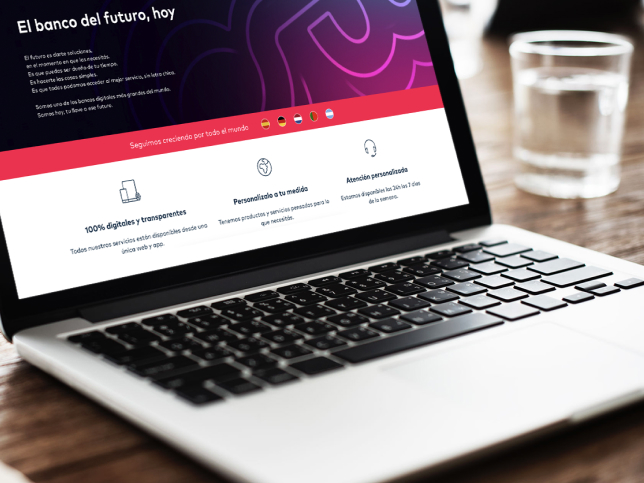 El banco del futuro, hoy
El futuro es darte soluciones,
en el momento en que las necesitás.
Es que puedas ser dueño de tu tiempo.
Es hacerte las cosas simples.
Es que todos podamos acceder al mejor servicio, sin letra chica.
Somos uno de los bancos digitales más grandes del mundo.
Somos hoy, tu llave a ese futuro.
Seguimos creciendo por todo el mundo
100% digitales y transparentes
Todos nuestros servicios están disponibles desde una
única web y app.
Personalizalo a tu medida
Tenemos productos y servicios pensados para lo
que necesitás.
Atención personalizada
Estamos disponibles las 24h los 7 días
de la semana.